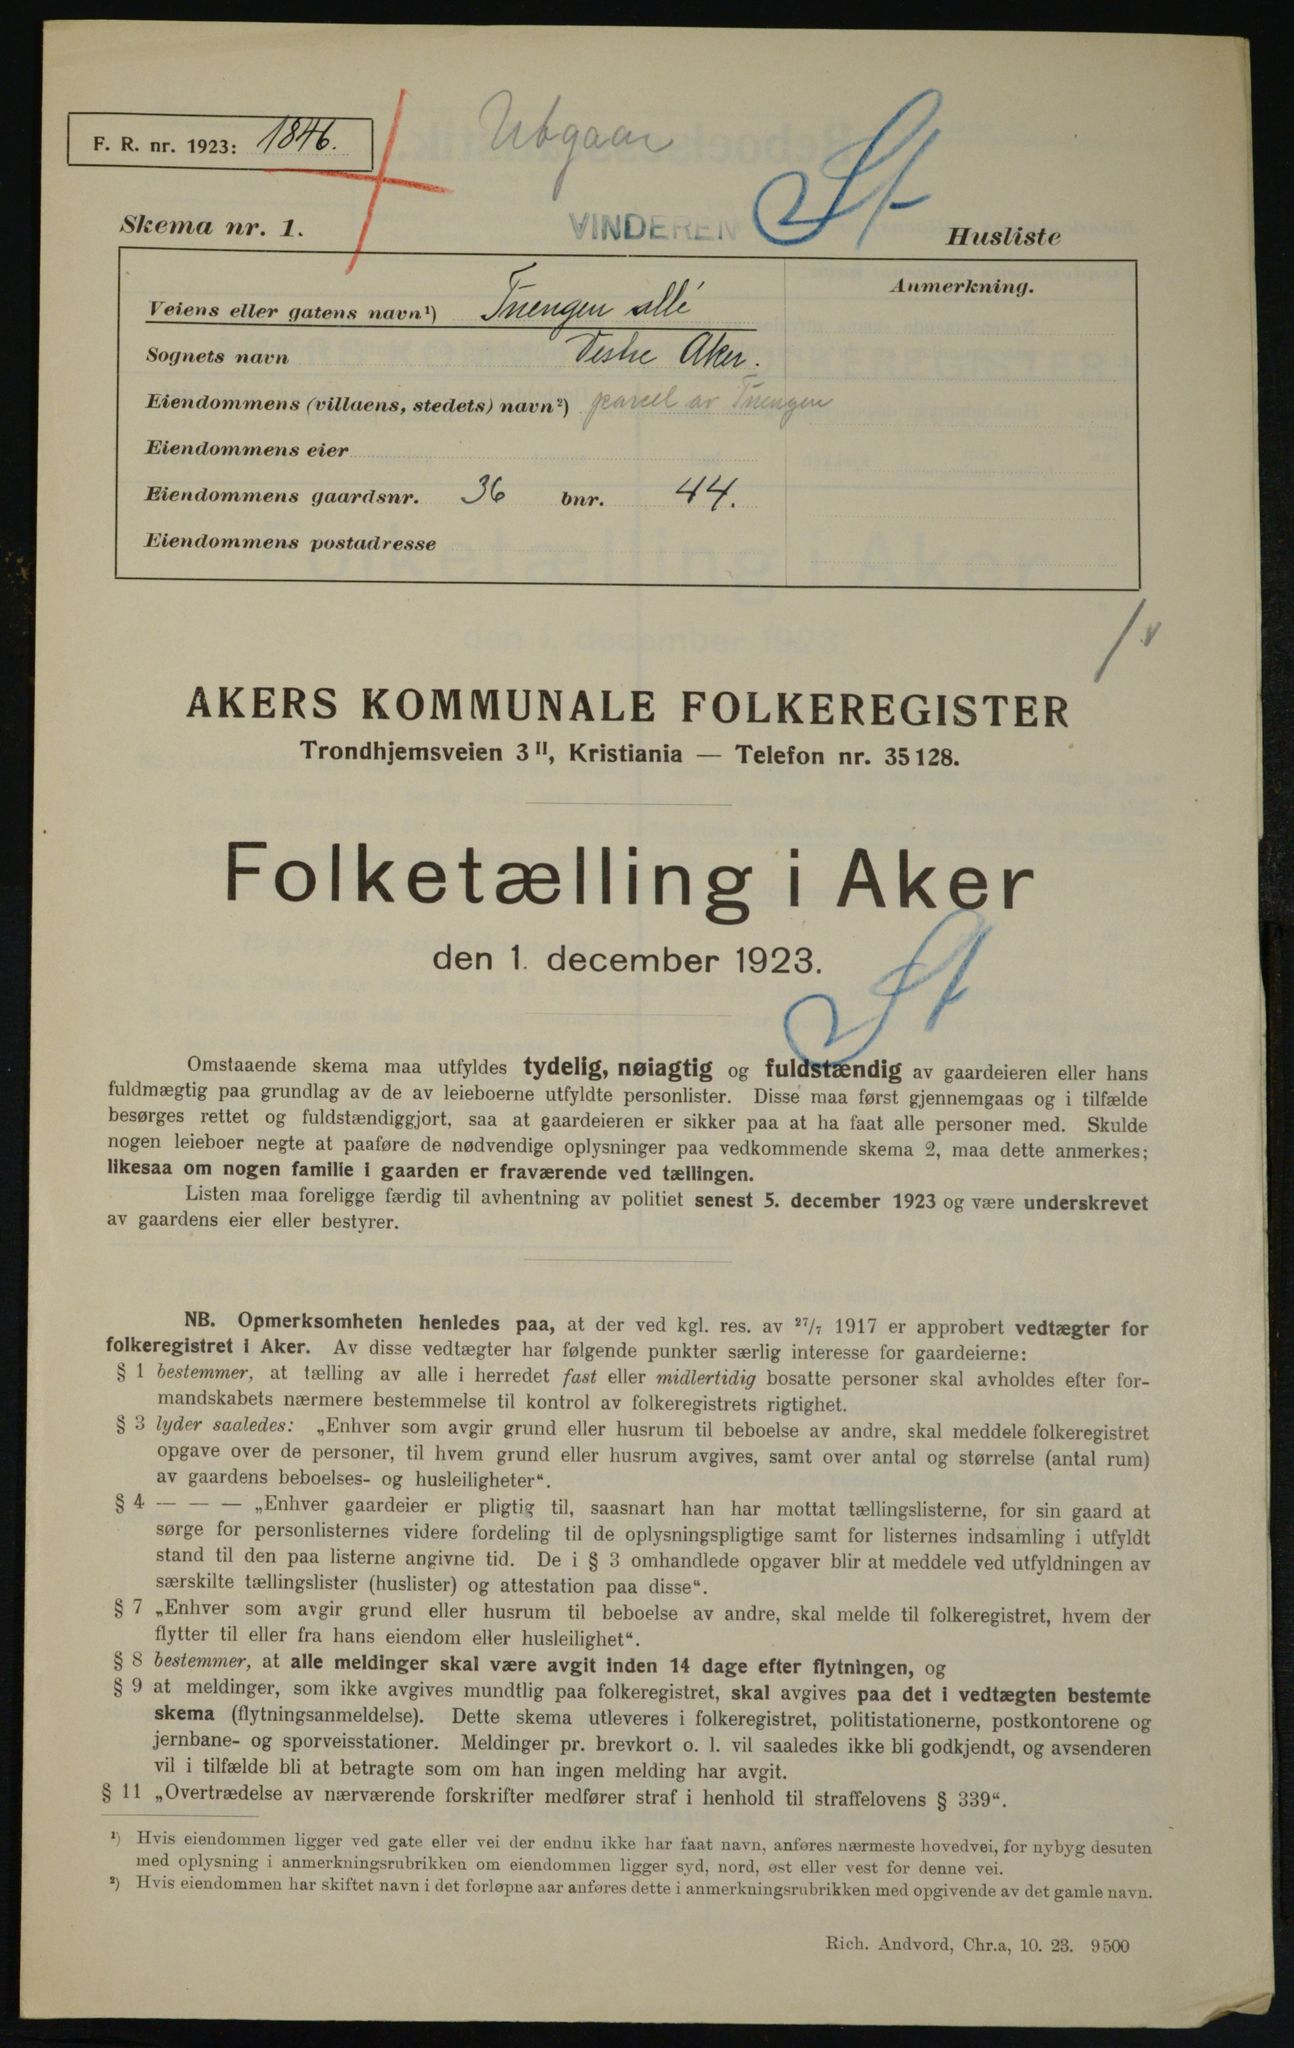 F. R. nr. 1923: 1846.
Utgaar
Skema nr. 1.
VINDEREN
St
Husliste
Veiens eller gatens navn¹) Tuengen allé
Anmerkning.
Sognets navn Vestre Aker.
Eiendommens (villaens, stedets) navn²) parcel av Tuengen
Eiendommens eier
Eiendommens gaardsnr. 36 bnr. 44.
Eiendommens postadresse
AKERS KOMMUNALE FOLKEREGISTER
Trondhjemsveien 3 II, Kristiania — Telefon nr. 35 128.
Folketælling i Aker
den 1. december 1923.
St
Omstaaende skema maa utfyldes tydelig, nøiagtig og fuldstændig av gaardeieren eller hans
fuldmægtig paa grundlag av de av leieboerne utfyldte personlister. Disse maa først gjennemgaas og i tilfælde
besørges rettet og fuldstændiggjort, saa at gaardeieren er sikker paa at ha faat alle personer med. Skulde
nogen leieboer negte at paaføre de nødvendige oplysninger paa vedkommende skema 2, maa dette anmerkes;
likesaa om nogen familie i gaarden er fraværende ved tællingen.
Listen maa foreligge færdig til avhentning av politiet senest 5. december 1923 og være underskrevet
av gaardens eier eller bestyrer.
NB. Opmerksomheten henledes paa, at der ved kgl. res. av 27/7 1917 er approbert vedtægter for
folkeregistret i Aker. Av disse vedtægter har følgende punkter særlig interesse for gaardeierne:
§ 1 bestemmer, at tælling av alle i herredet fast eller midlertidig bosatte personer skal avholdes efter for-
mandskabets nærmere bestemmelse til kontrol av folkeregistrets rigtighet.
§ 3 lyder saaledes: „Enhver som avgir grund eller husrum til beboelse av andre, skal meddele folkeregistret
opgave over de personer, til hvem grund eller husrum avgives, samt over antal og størrelse (antal rum)
av gaardens beboelses- og husleiligheter“.
§ 4 — — — „Enhver gaardeier er pligtig til, saasnart han har mottat tællingslisterne, for sin gaard at
sørge for personlisternes videre fordeling til de oplysningspligtige samt for listernes indsamling i utfyldt
stand til den paa listerne angivne tid. De i § 3 omhandlede opgaver blir at meddele ved utfyldningen av
særskilte tællingslister (huslister) og attestation paa disse“.
§ 7 „Enhver som avgir grund eller husrum til beboelse av andre, skal melde til folkeregistret, hvem der
flytter til eller fra hans eiendom eller husleilighet“.
§ 8 bestemmer, at alle meldinger skal være avgit inden 14 dage efter flytningen, og
§ 9 at meldinger, som ikke avgives mundtlig paa folkeregistret, skal avgives paa det i vedtægten bestemte
skema (flytningsanmeldelse). Dette skema utleveres i folkeregistret, politistationerne, postkontorene og
jernbane- og sporveisstationer. Meldinger pr. brevkort o. l. vil saaledes ikke bli godkjendt, og avsenderen
vil i tilfælde bli at betragte som om han ingen melding har avgit.
§ 11 „Overtrædelse av nærværende forskrifter medfører straf i henhold til straffelovens § 339“.
¹) Hvis eiendommen ligger ved gate eller vei der endnu ikke har faat navn, anføres nærmeste hovedvei, for nybyg desuten
med oplysning i anmerkningsrubrikken om eiendommen ligger syd, nord, øst eller vest for denne vei.
²) Hvis eiendommen har skiftet navn i det forløpne aar anføres dette i anmerkningsrubrikken med opgivende av det gamle navn.
Rich. Andvord, Chr.a, 10. 23. 9500